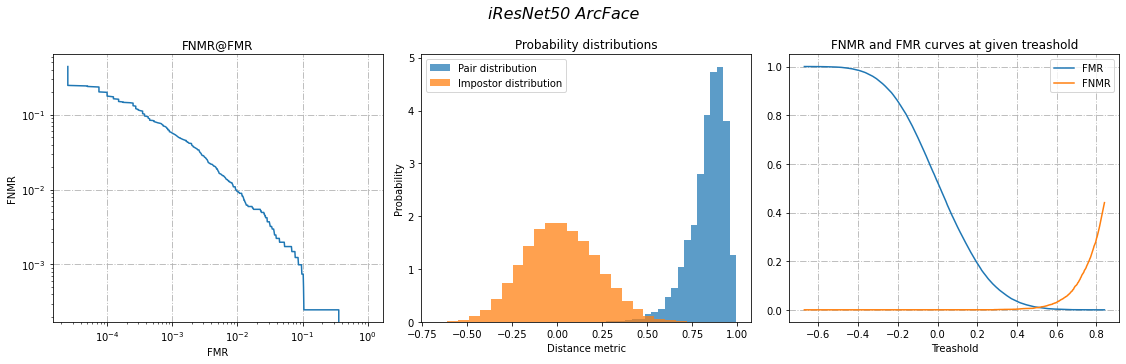 iResNet50 ArcFace
FNMR@FMR
FNMR
10⁻¹
10⁻²
10⁻³
10⁻⁴ 10⁻³ 10⁻² 10⁻¹ 10⁰
FMR
Probability distributions
Pair distribution
Impostor distribution
Probability
5
4
3
2
1
0
−0.75 −0.50 −0.25 0.00 0.25 0.50 0.75 1.00
Distance metric
FNMR and FMR curves at given treashold
FMR
FNMR
1.0
0.8
0.6
0.4
0.2
0.0
−0.6 −0.4 −0.2 0.0 0.2 0.4 0.6 0.8
Treashold